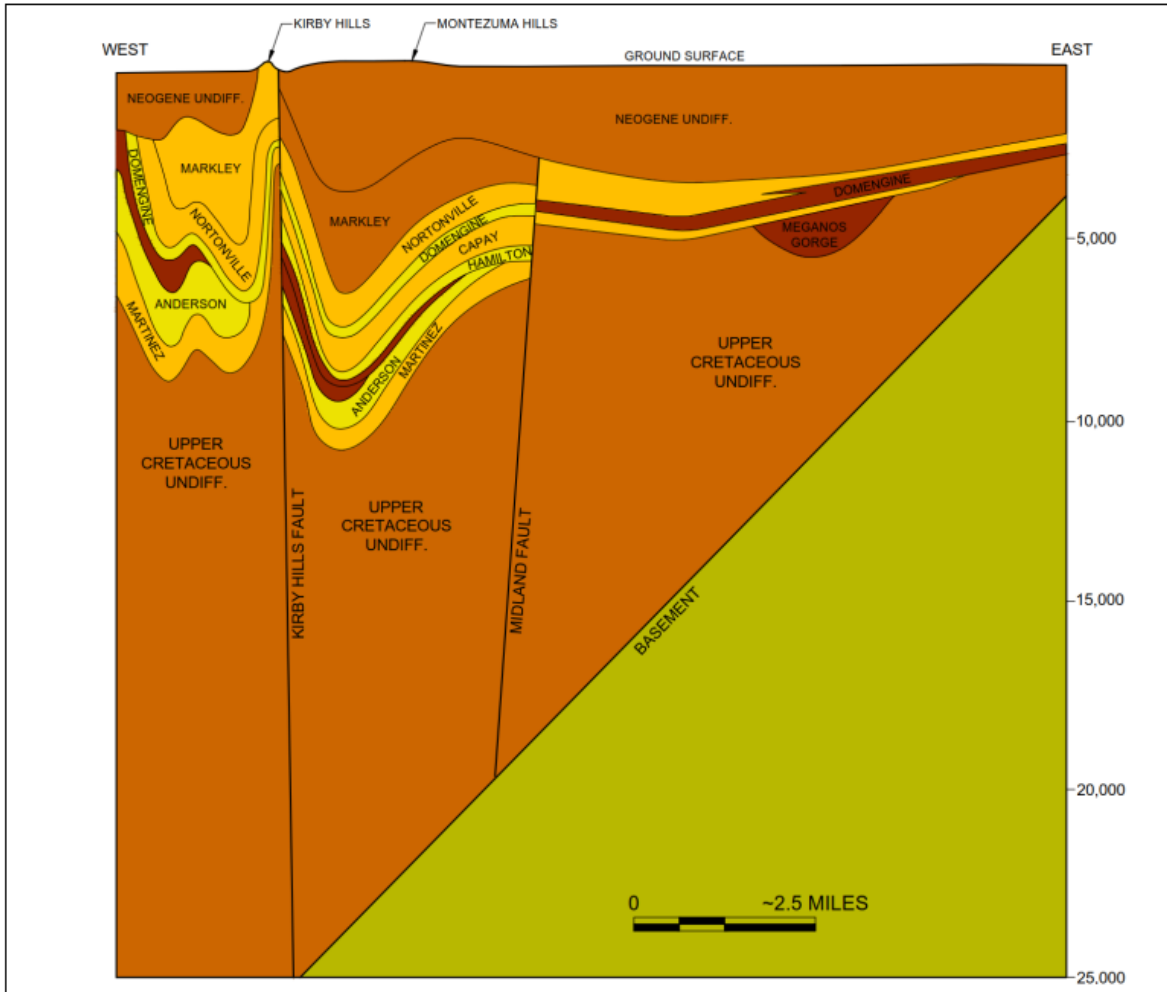 KIRBY HILLS
MONTEZUMA HILLS
WEST
GROUND SURFACE
EAST
NEOGENE UNDIFF.
NEOGENE UNDIFF.
MARKLEY
DOMENGINE
NORTONVILLE
ANDERSON
MARTINEZ
MARKLEY
NORTONVILLE
DOMENGINE
CAPAY
HAMILTON
ANDERSON
MARTINEZ
DOMENGINE
MEGANOS
GORGE
5,000
UPPER
CRETACEOUS
UNDIFF.
10,000
UPPER
CRETACEOUS
UNDIFF.
UPPER
CRETACEOUS
UNDIFF.
KIRBY HILLS FAULT
MIDLAND FAULT
BASEMENT
15,000
20,000
0
~2.5 MILES
25,000